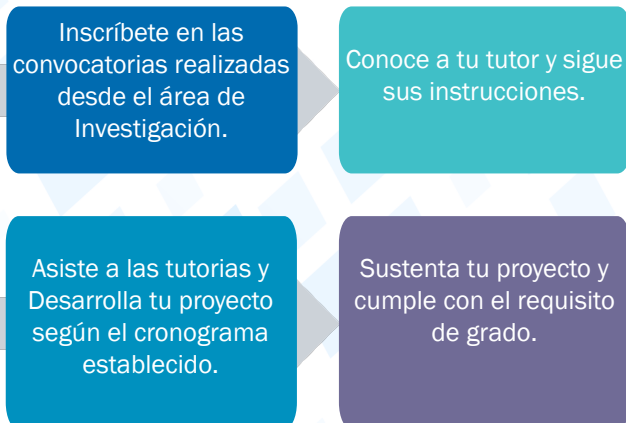 Inscríbete en las
convocatorias realizadas
desde el área de
Investigación.
Conoce a tu tutor y sigue
sus instrucciones.
Asiste a las tutorias y
Desarrolla tu proyecto
según el cronograma
establecido.
Sustenta tu proyecto y
cumple con el requisito
de grado.